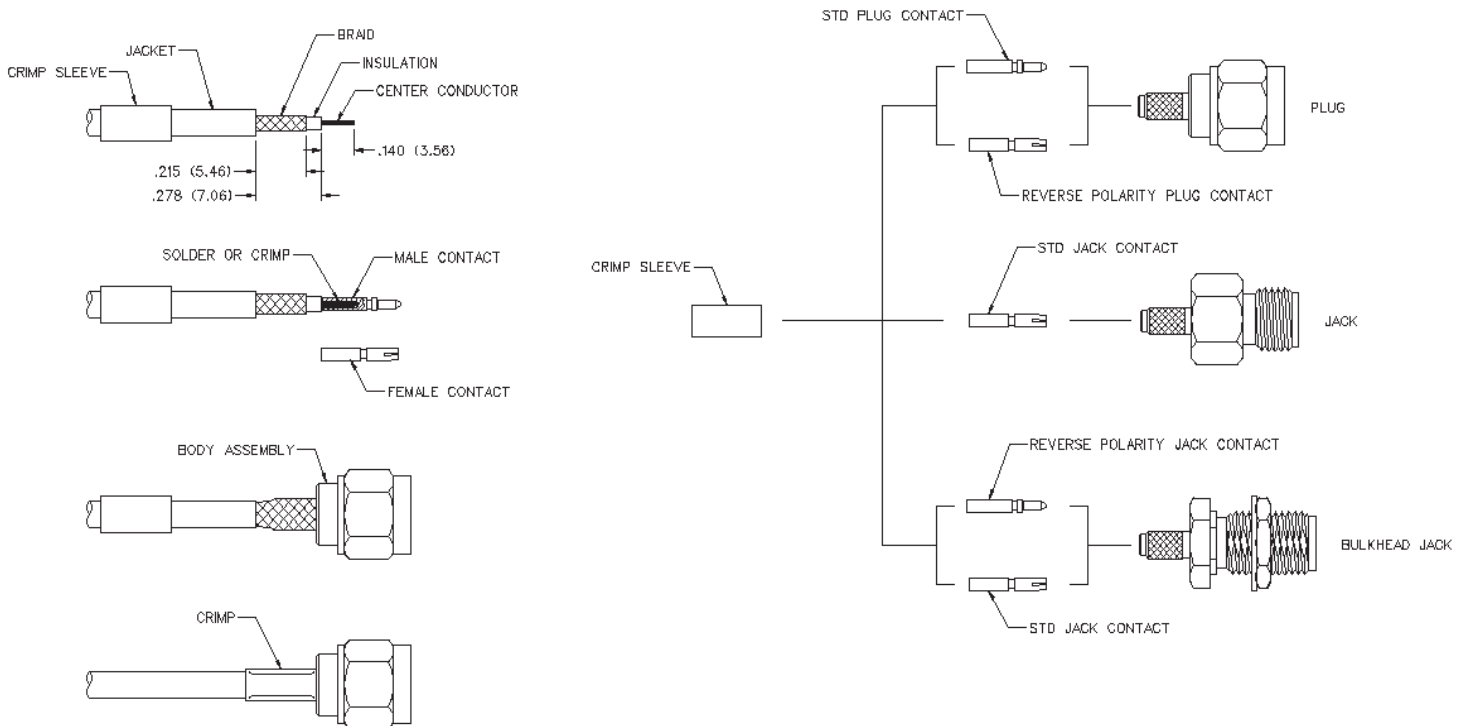 BRAID
JACKET
INSULATION
CRIMP SLEEVE
CENTER CONDUCTOR
.140 (3.56)
.215 (5.46)
.278 (7.06)
SOLDER OR CRIMP
MALE CONTACT
FEMALE CONTACT
BODY ASSEMBLY
CRIMP
STD PLUG CONTACT
PLUG
REVERSE POLARITY PLUG CONTACT
STD JACK CONTACT
CRIMP SLEEVE
JACK
REVERSE POLARITY JACK CONTACT
BULKHEAD JACK
STD JACK CONTACT